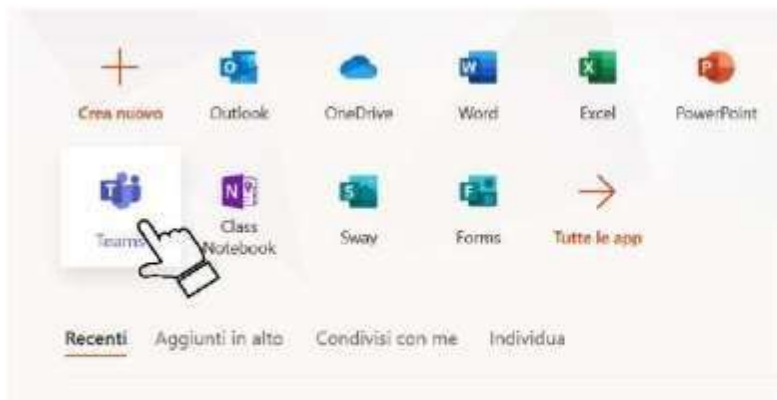 Crea nuovo Outlook OneDrive Word Excel PowerPoint
Teams Class Notebook Sway Forms Tutte le app
Recenti Aggiunti in alto Condivisi con me Individua